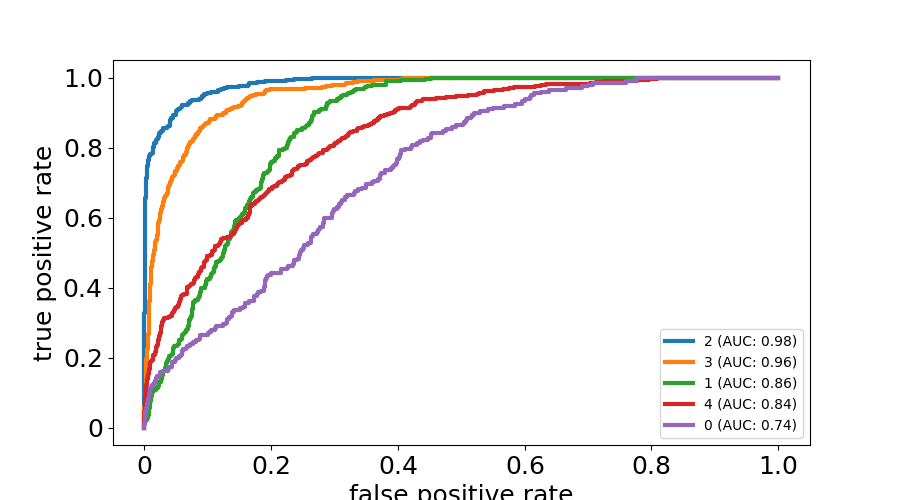 true positive rate
1.0
0.8
0.6
0.4
0.2
0
0 0.2 0.4 0.6 0.8 1.0
false positive rate
2 (AUC: 0.98)
3 (AUC: 0.96)
1 (AUC: 0.86)
4 (AUC: 0.84)
0 (AUC: 0.74)